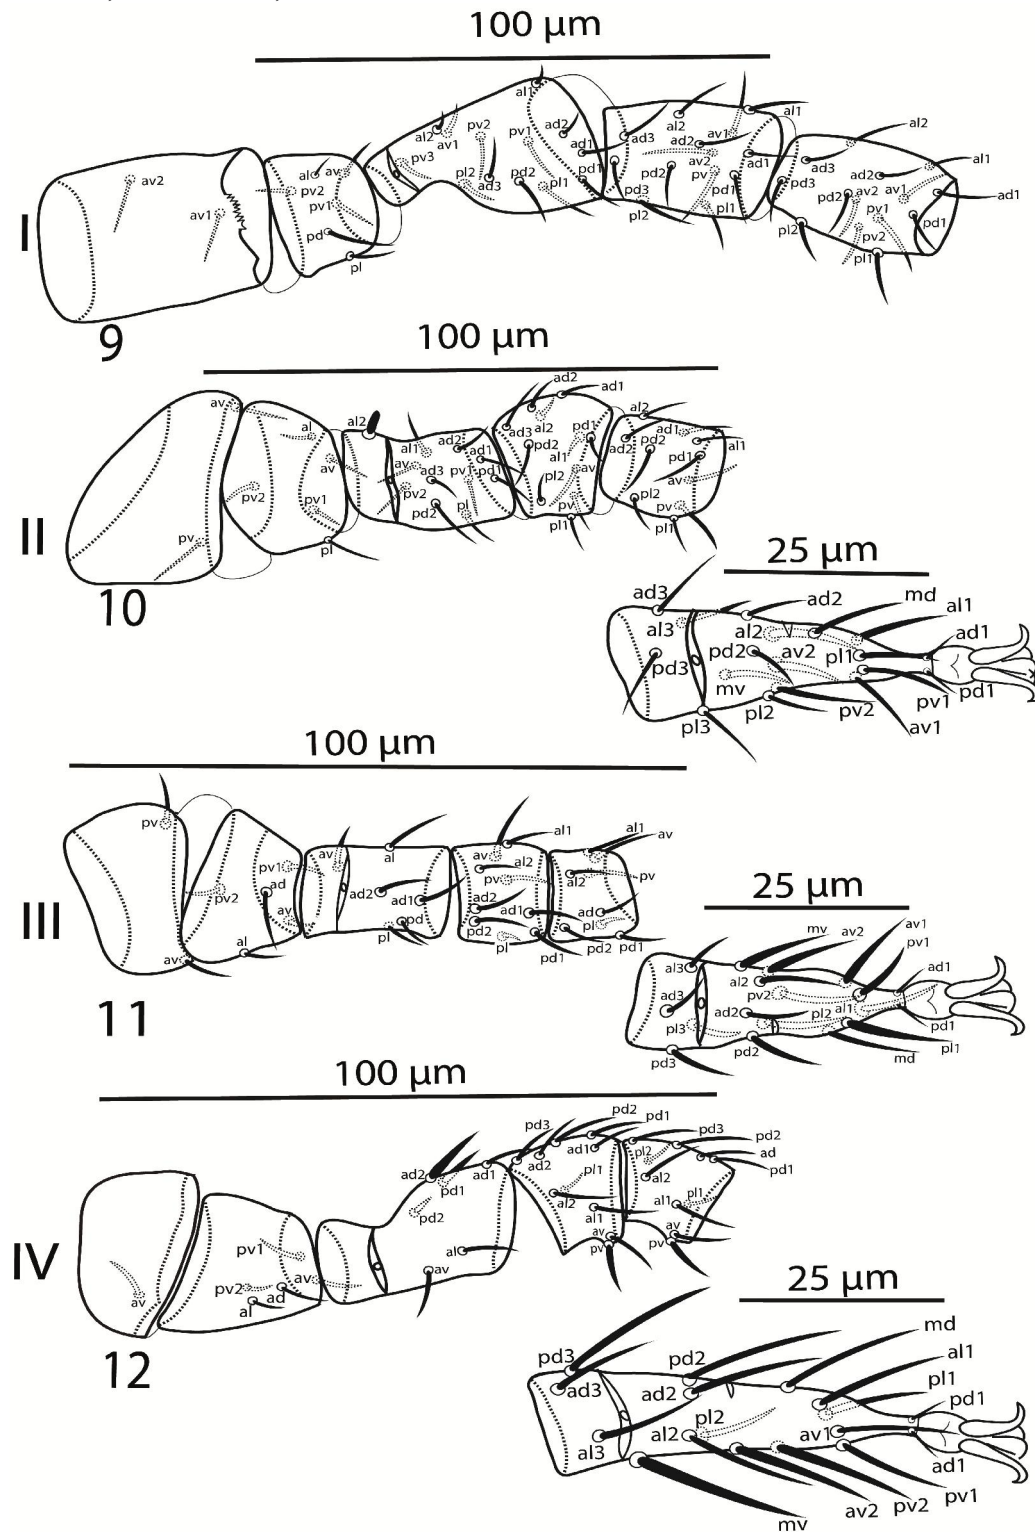 100 µm
al1 al2 av1 pv2 pv1 ad2 ad1 ad3 al2 ad2 av1 al1 al2
av2 al av pv3 pl2 ad3 pd2 pl1 pd1 av2 pd2 pv ad1 ad3 ad2 al1
av1 pv2 pv1 pd3 pl2 pl1 pd3 pd2 av2 av1 pv1 ad1
I pd pl pl2 pv2 pd1 pl1
9
100 µm
ad2 ad1
av al al2 al1 ad2 ad3 al2 pd1 al2 ad1 al1
av av ad3 ad1 pd2 al1 ad2 pd2 pd1
pv2 pv1 pv2 pv1 pd1 pl2 av pl2 av
II pv pl pd2 pl pv pl1 pl1 pv
10
25 µm
ad3 ad2 md al1
al3 al2 ad1
pd3 pd2 av2 pl1
mv pv1 pd1
pl3 pl2 pv2 av1
100 µm
pv av al av al1 al1 av
pv1 al2 pv al2 pv
III pv2 ad ad2 ad1 ad2 ad1 ad
av pd pd2 pl
av al pl pl pd1 pd2 pd1
11
25 µm
mv av2 av1 pv1
al3 al2 ad1
ad3 pv2
pl3 ad2 pl2 al1 pd1
pd3 pd2 md pl1
100 µm
pd3 pd2 pd1 pd3 pd2
ad2 pd1 ad1 ad2 ad1 pl2 ad
pd2 pl1 al2 pd1
al2 al1 al1 pl1
IV pv1 al av av
pv2 av av pv pv
av al ad
12
25 µm
pd3 pd2 md
ad3 ad2 al1
pl1
pl2 pd1
al3 al2 av1
ad1
mv av2 pv2 pv1